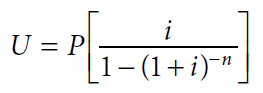 U = P[i / 1 − (1 + i)⁻ⁿ]